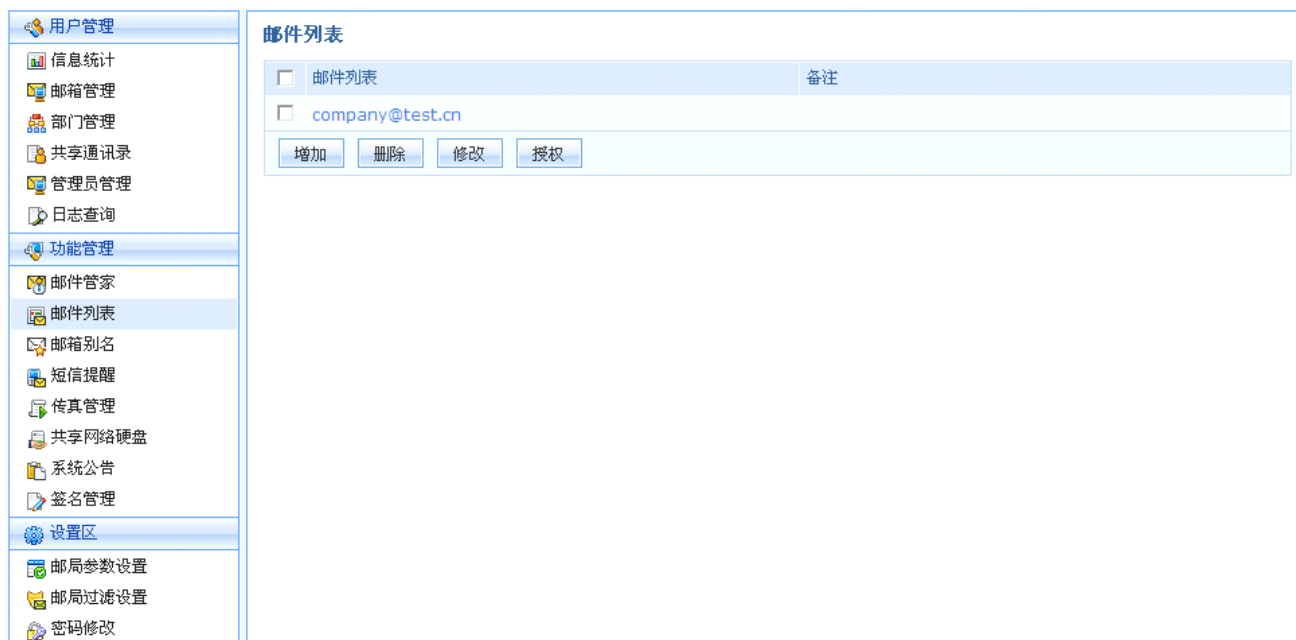 用户管理
信息统计
邮箱管理
部门管理
共享通讯录
管理员管理
日志查询
功能管理
邮件管家
邮件列表
邮箱别名
短信提醒
传真管理
共享网络硬盘
系统公告
签名管理
设置区
邮局参数设置
邮局过滤设置
密码修改
邮件列表
邮件列表 备注
company@test.cn
增加 删除 修改 授权